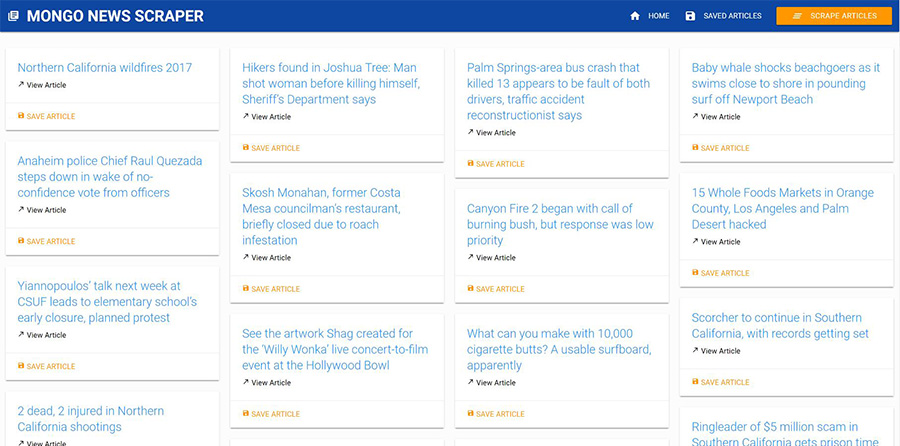 MONGO NEWS SCRAPER
HOME
SAVED ARTICLES
SCRAPE ARTICLES
Northern California wildfires 2017
View Article
SAVE ARTICLE
Anaheim police Chief Raul Quezada
steps down in wake of no-
confidence vote from officers
View Article
SAVE ARTICLE
Yiannopoulos’ talk next week at
CSUF leads to elementary school’s
early closure, planned protest
View Article
SAVE ARTICLE
2 dead, 2 injured in Northern
California shootings
View Article
Hikers found in Joshua Tree: Man
shot woman before killing himself,
Sheriff’s Department says
View Article
SAVE ARTICLE
Skosh Monahan, former Costa
Mesa councilman’s restaurant,
briefly closed due to roach
infestation
View Article
SAVE ARTICLE
See the artwork Shag created for
the ‘Willy Wonka’ live concert-to-film
event at the Hollywood Bowl
View Article
SAVE ARTICLE
Palm Springs-area bus crash that
killed 13 appears to be fault of both
drivers, traffic accident
reconstructionist says
View Article
SAVE ARTICLE
Canyon Fire 2 began with call of
burning bush, but response was low
priority
View Article
SAVE ARTICLE
What can you make with 10,000
cigarette butts? A usable surfboard,
apparently
View Article
SAVE ARTICLE
Baby whale shocks beachgoers as it
swims close to shore in pounding
surf off Newport Beach
View Article
SAVE ARTICLE
15 Whole Foods Markets in Orange
County, Los Angeles and Palm
Desert hacked
View Article
SAVE ARTICLE
Scorcher to continue in Southern
California, with records getting set
View Article
SAVE ARTICLE
Ringleader of $5 million scam in
Southern California gets prison time